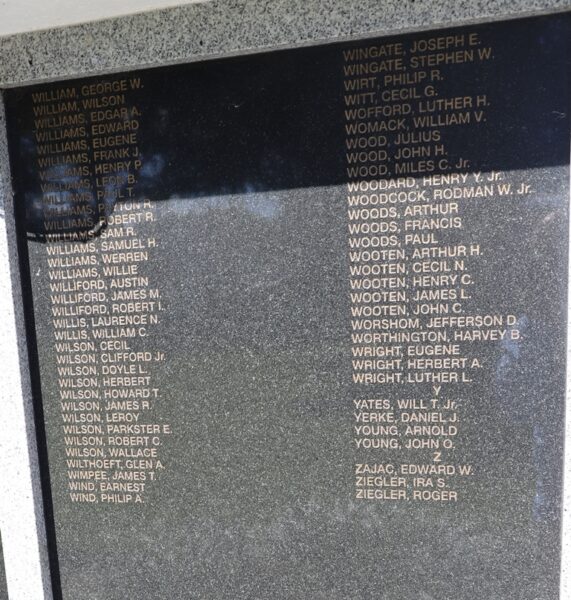 WILLIAM, GEORGE W.
WILLIAM, WILSON
WILLIAMS, EDGAR A.
WILLIAMS, EDWARD
WILLIAMS, EUGENE
WILLIAMS, FRANK J.
WILLIAMS, HENRY P.
WILLIAMS, LEON B.
WILLIAMS, PAUL T.
WILLIAMS, PEYTON R.
WILLIAMS, ROBERT R.
WILLIAMS, SAM R.
WILLIAMS, SAMUEL H.
WILLIAMS, WERREN
WILLIAMS, WILLIE
WILLIFORD, AUSTIN
WILLIFORD, JAMES M.
WILLIFORD, ROBERT I.
WILLIS, LAURENCE N.
WILLIS, WILLIAM C.
WILSON, CECIL
WILSON, CLIFFORD Jr.
WILSON, DOYLE L.
WILSON, HERBERT
WILSON, HOWARD T.
WILSON, JAMES R.
WILSON, LEROY
WILSON, PARKSTER E.
WILSON, ROBERT C.
WILSON, WALLACE
WILTHOEFT, GLEN A.
WIMPEE, JAMES T.
WIND, EARNEST
WIND, PHILIP A.
WINGATE, JOSEPH E.
WINGATE, STEPHEN W.
WIRT, PHILIP R.
WITT, CECIL G.
WOFFORD, LUTHER H.
WOMACK, WILLIAM V.
WOOD, JULIUS
WOOD, JOHN H.
WOOD, MILES C. Jr.
WOODARD, HENRY Y. Jr.
WOODCOCK, RODMAN W. Jr.
WOODS, ARTHUR
WOODS, FRANCIS
WOODS, PAUL
WOOTEN, ARTHUR H.
WOOTEN, CECIL N.
WOOTEN, HENRY C.
WOOTEN, JAMES L.
WOOTEN, JOHN C.
WORSHOM, JEFFERSON D.
WORTHINGTON, HARVEY B.
WRIGHT, EUGENE
WRIGHT, HERBERT A.
WRIGHT, LUTHER L.
Y
YATES, WILL T. Jr.
YERKE, DANIEL J.
YOUNG, ARNOLD
YOUNG, JOHN O.
Z
ZAJAC, EDWARD W.
ZIEGLER, IRA S.
ZIEGLER, ROGER